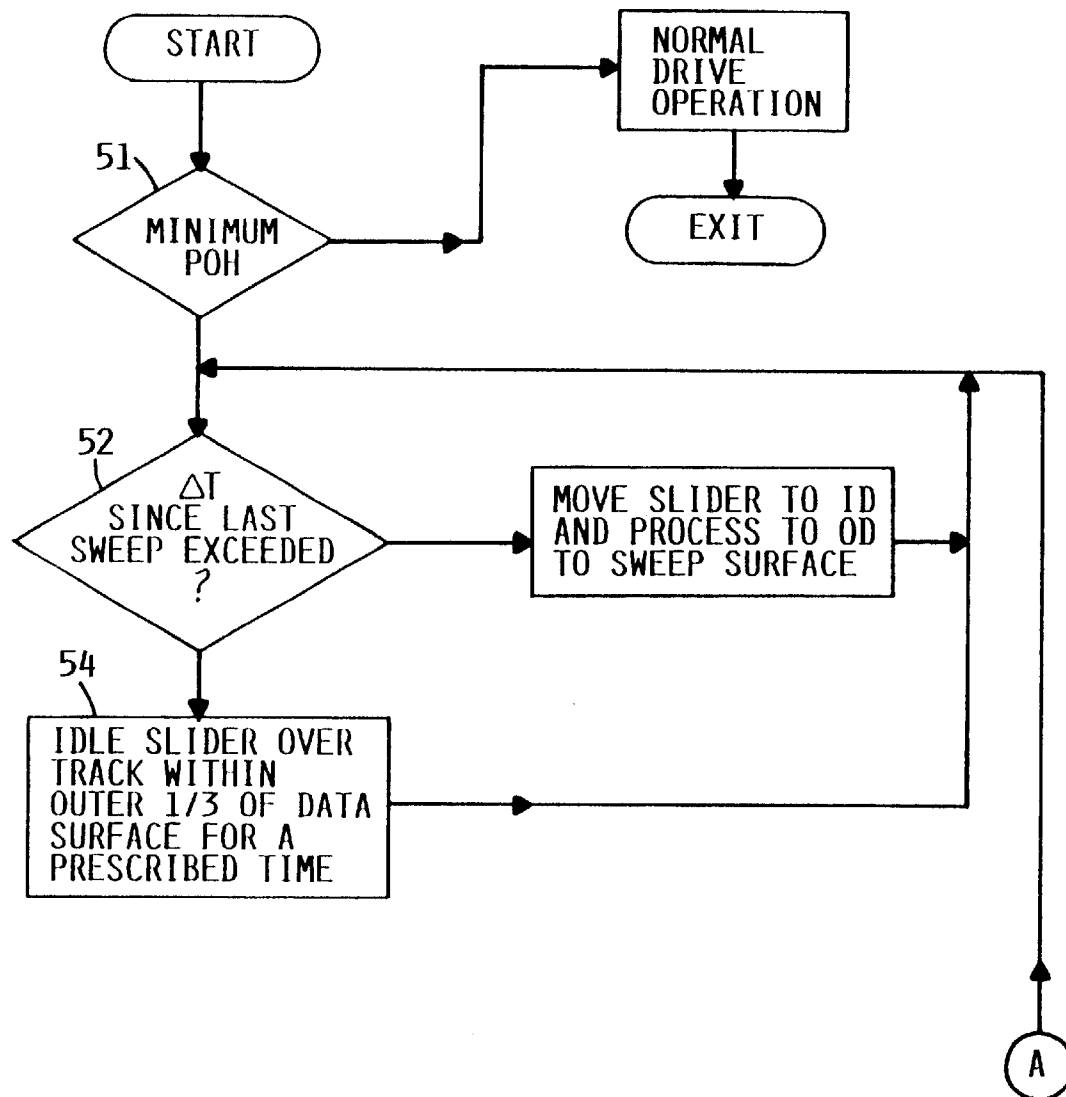 START
NORMAL
DRIVE
OPERATION
EXIT
51
MINIMUM
POH
52
△T
SINCE LAST
SWEEP EXCEEDED
?
MOVE SLIDER TO ID
AND PROCESS TO OD
TO SWEEP SURFACE
54
IDLE SLIDER OVER
TRACK WITHIN
OUTER 1/3 OF DATA
SURFACE FOR A
PRESCRIBED TIME
A